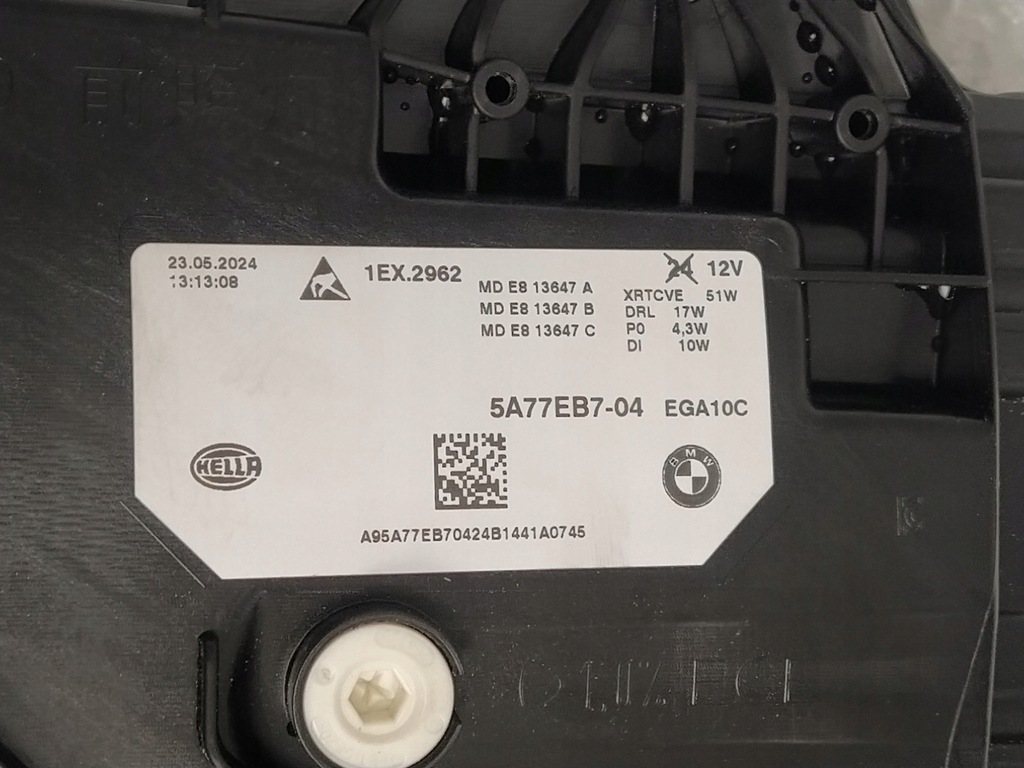 23.05.2024
13:13:08
1EX.2962
MD E8 13647 A
MD E8 13647 B
MD E8 13647 C
24 12V
XRTCVE 51W
DRL 17W
P0 4,3W
DI 10W
5A77EB7-04 EGA10C
HELLA
BMW
A95A77EB70424B1441A0745